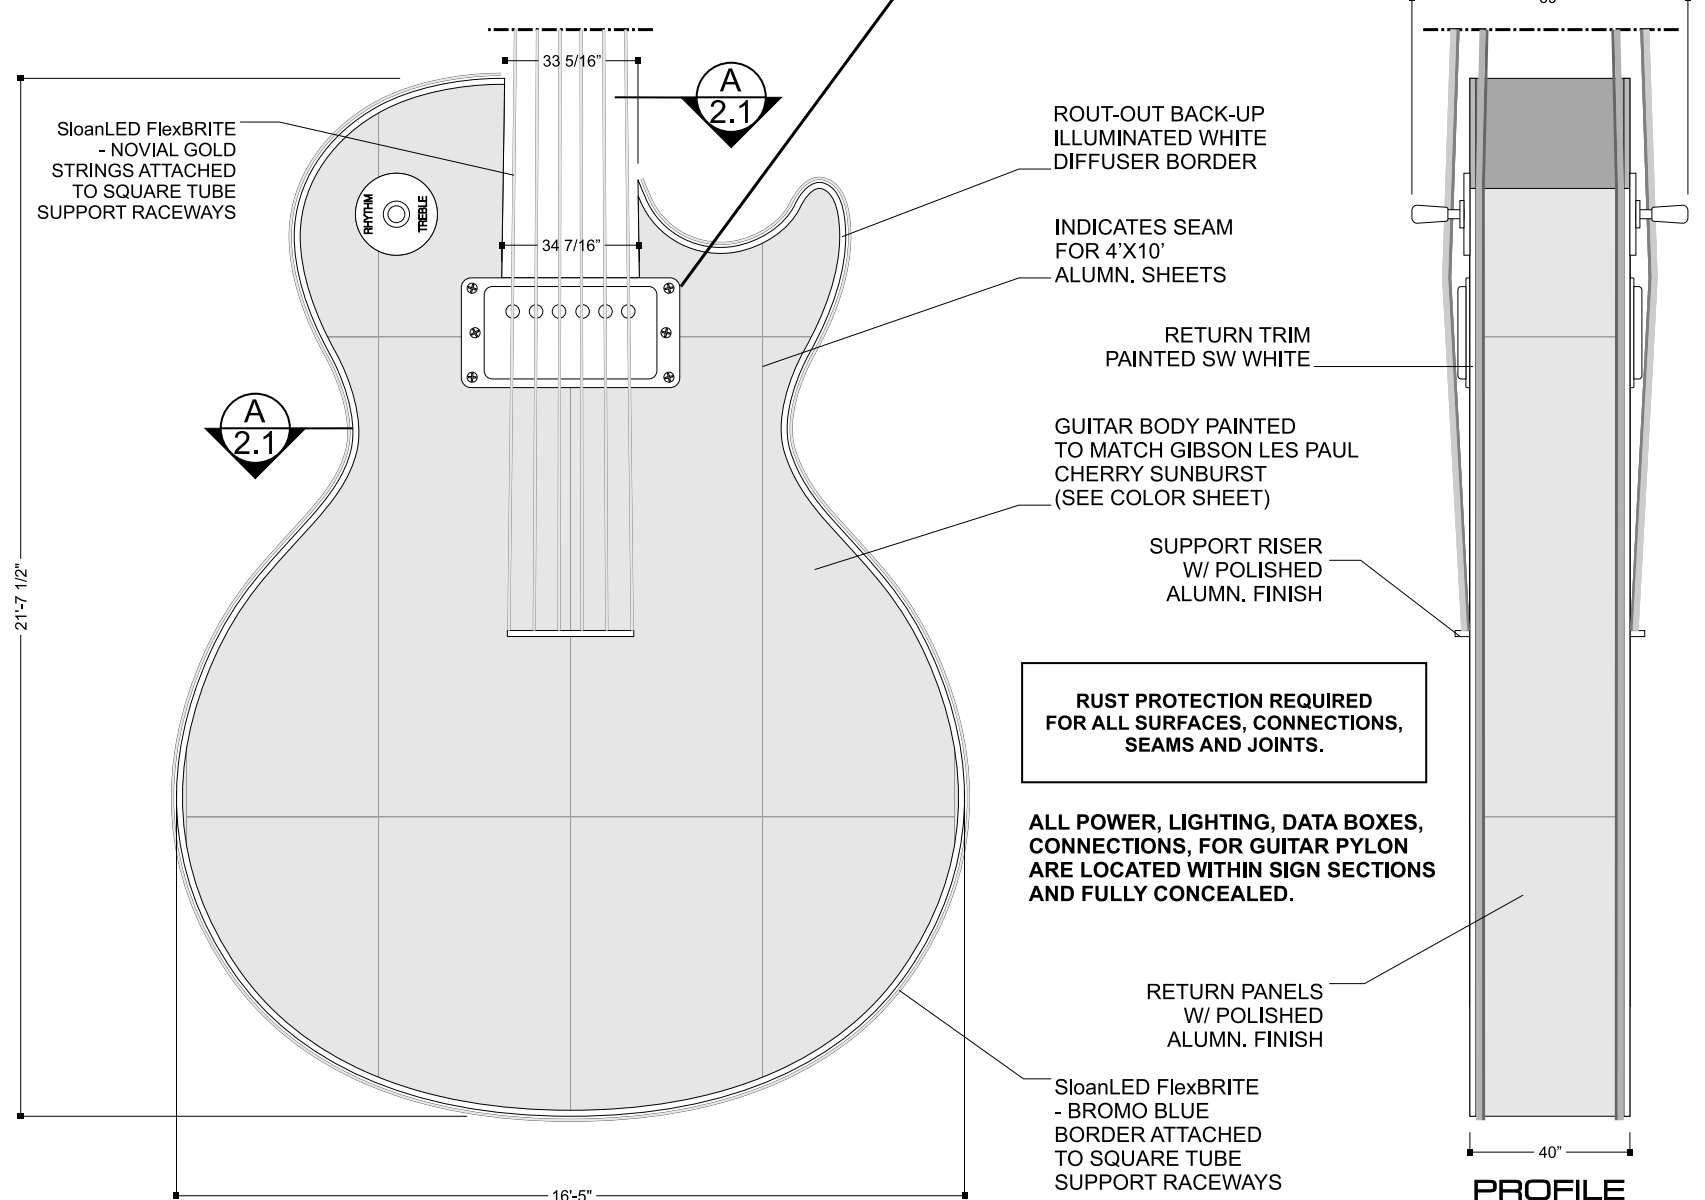 33 5/16"
A
2.1
SloanLED FlexBRITE
- NOVIAL GOLD
STRINGS ATTACHED
TO SQUARE TUBE
SUPPORT RACEWAYS
RHYTHM
TREBLE
34 7/16"
ROUT-OUT BACK-UP
ILLUMINATED WHITE
DIFFUSER BORDER
INDICATES SEAM
FOR 4'X10'
ALUMN. SHEETS
RETURN TRIM
PAINTED SW WHITE
A
2.1
GUITAR BODY PAINTED
TO MATCH GIBSON LES PAUL
CHERRY SUNBURST
(SEE COLOR SHEET)
SUPPORT RISER
W/ POLISHED
ALUMN. FINISH
21'-7 1/2"
RUST PROTECTION REQUIRED
FOR ALL SURFACES, CONNECTIONS,
SEAMS AND JOINTS.
ALL POWER, LIGHTING, DATA BOXES,
CONNECTIONS, FOR GUITAR PYLON
ARE LOCATED WITHIN SIGN SECTIONS
AND FULLY CONCEALED.
RETURN PANELS
W/ POLISHED
ALUMN. FINISH
SloanLED FlexBRITE
- BROMO BLUE
BORDER ATTACHED
TO SQUARE TUBE
SUPPORT RACEWAYS
16'-5"
40"
PROFILE